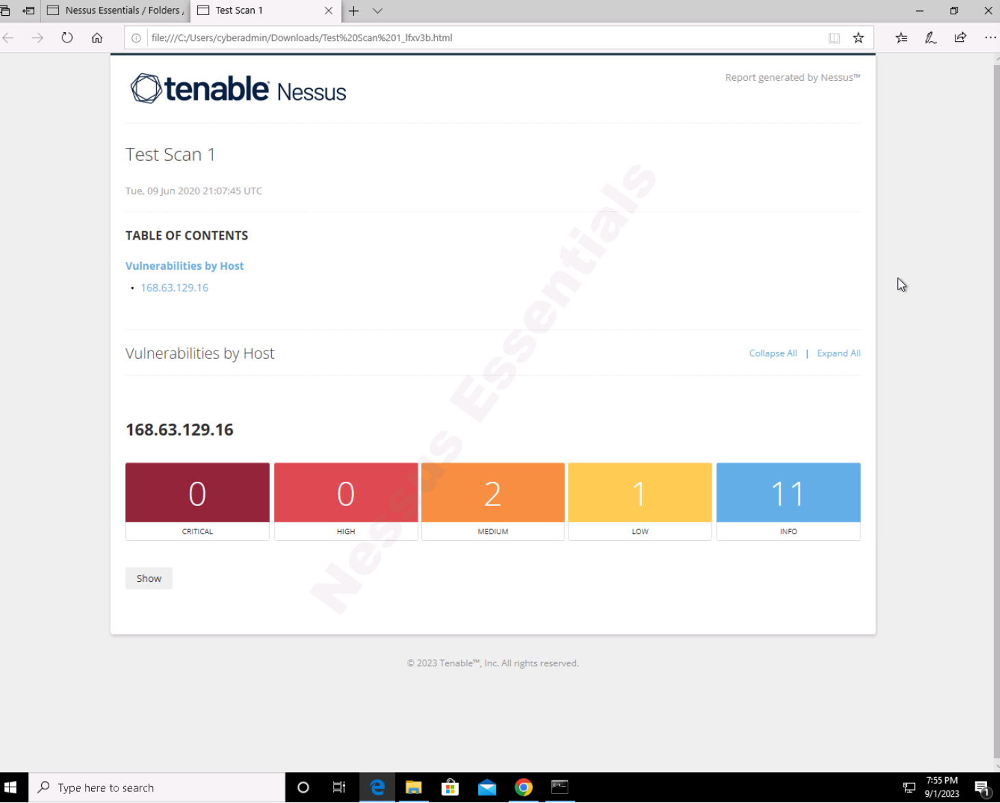 Nessus Essentials / Folders /
Test Scan 1
file:///C:/Users/cyberadmin/Downloads/Test%20Scan%201_lfxv3b.html
tenable Nessus
Report generated by Nessus™
Test Scan 1
Tue, 09 Jun 2020 21:07:45 UTC
TABLE OF CONTENTS
Vulnerabilities by Host
• 168.63.129.16
Vulnerabilities by Host
Collapse All | Expand All
168.63.129.16
0 0 2 1 11
CRITICAL HIGH MEDIUM LOW INFO
Show
Nessus Essentials
© 2023 Tenable™, Inc. All rights reserved.
Type here to search
7:55 PM
9/1/2023
1